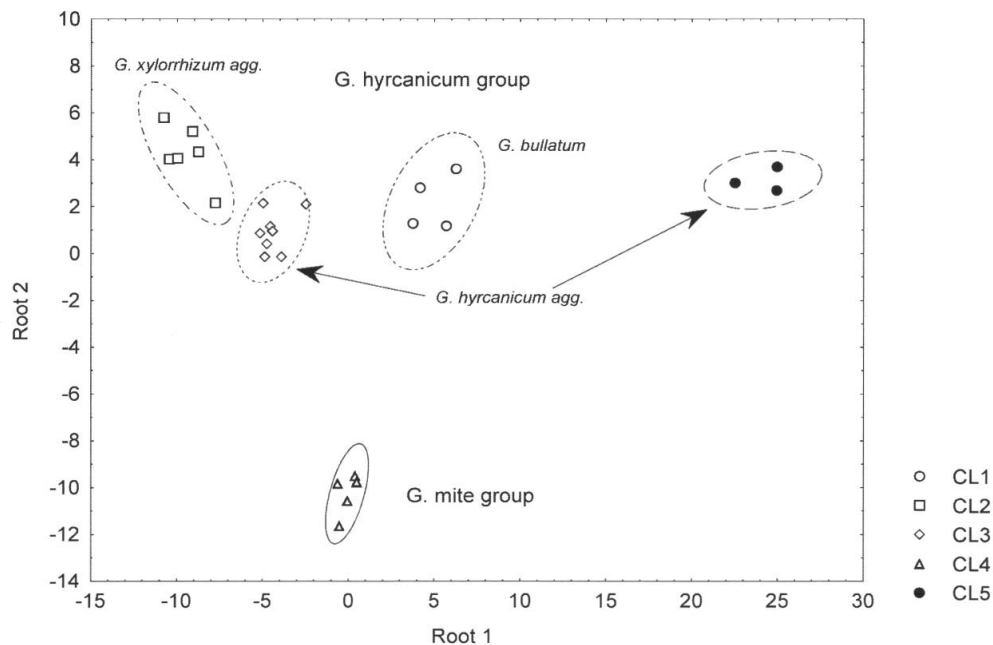 10
8
6
4
2
0
-2
-4
-6
-8
-10
-12
-14
Root 2
G. xylorrhizum agg.
G. hyrcanicum group
G. bullatum
G. hyrcanicum agg.
G. mite group
CL1
CL2
CL3
CL4
CL5
-15 -10 -5 0 5 10 15 20 25 30
Root 1